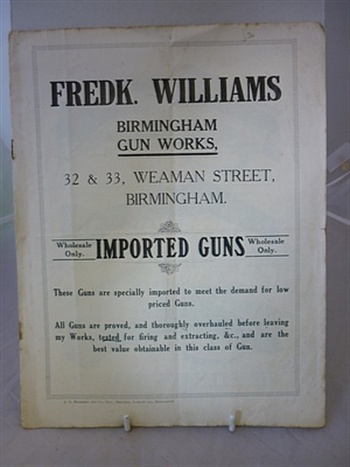 FREDK. WILLIAMS
BIRMINGHAM
GUN WORKS,
32 & 33, WEAMAN STREET,
BIRMINGHAM.
Wholesale Only. IMPORTED GUNS Wholesale Only.
These Guns are specially imported to meet the demand for low
priced Guns.
All Guns are proved, and thoroughly overhauled before leaving
my Works, tested for firing and extracting, &c., and are the
best value obtainable in this class of Gun.